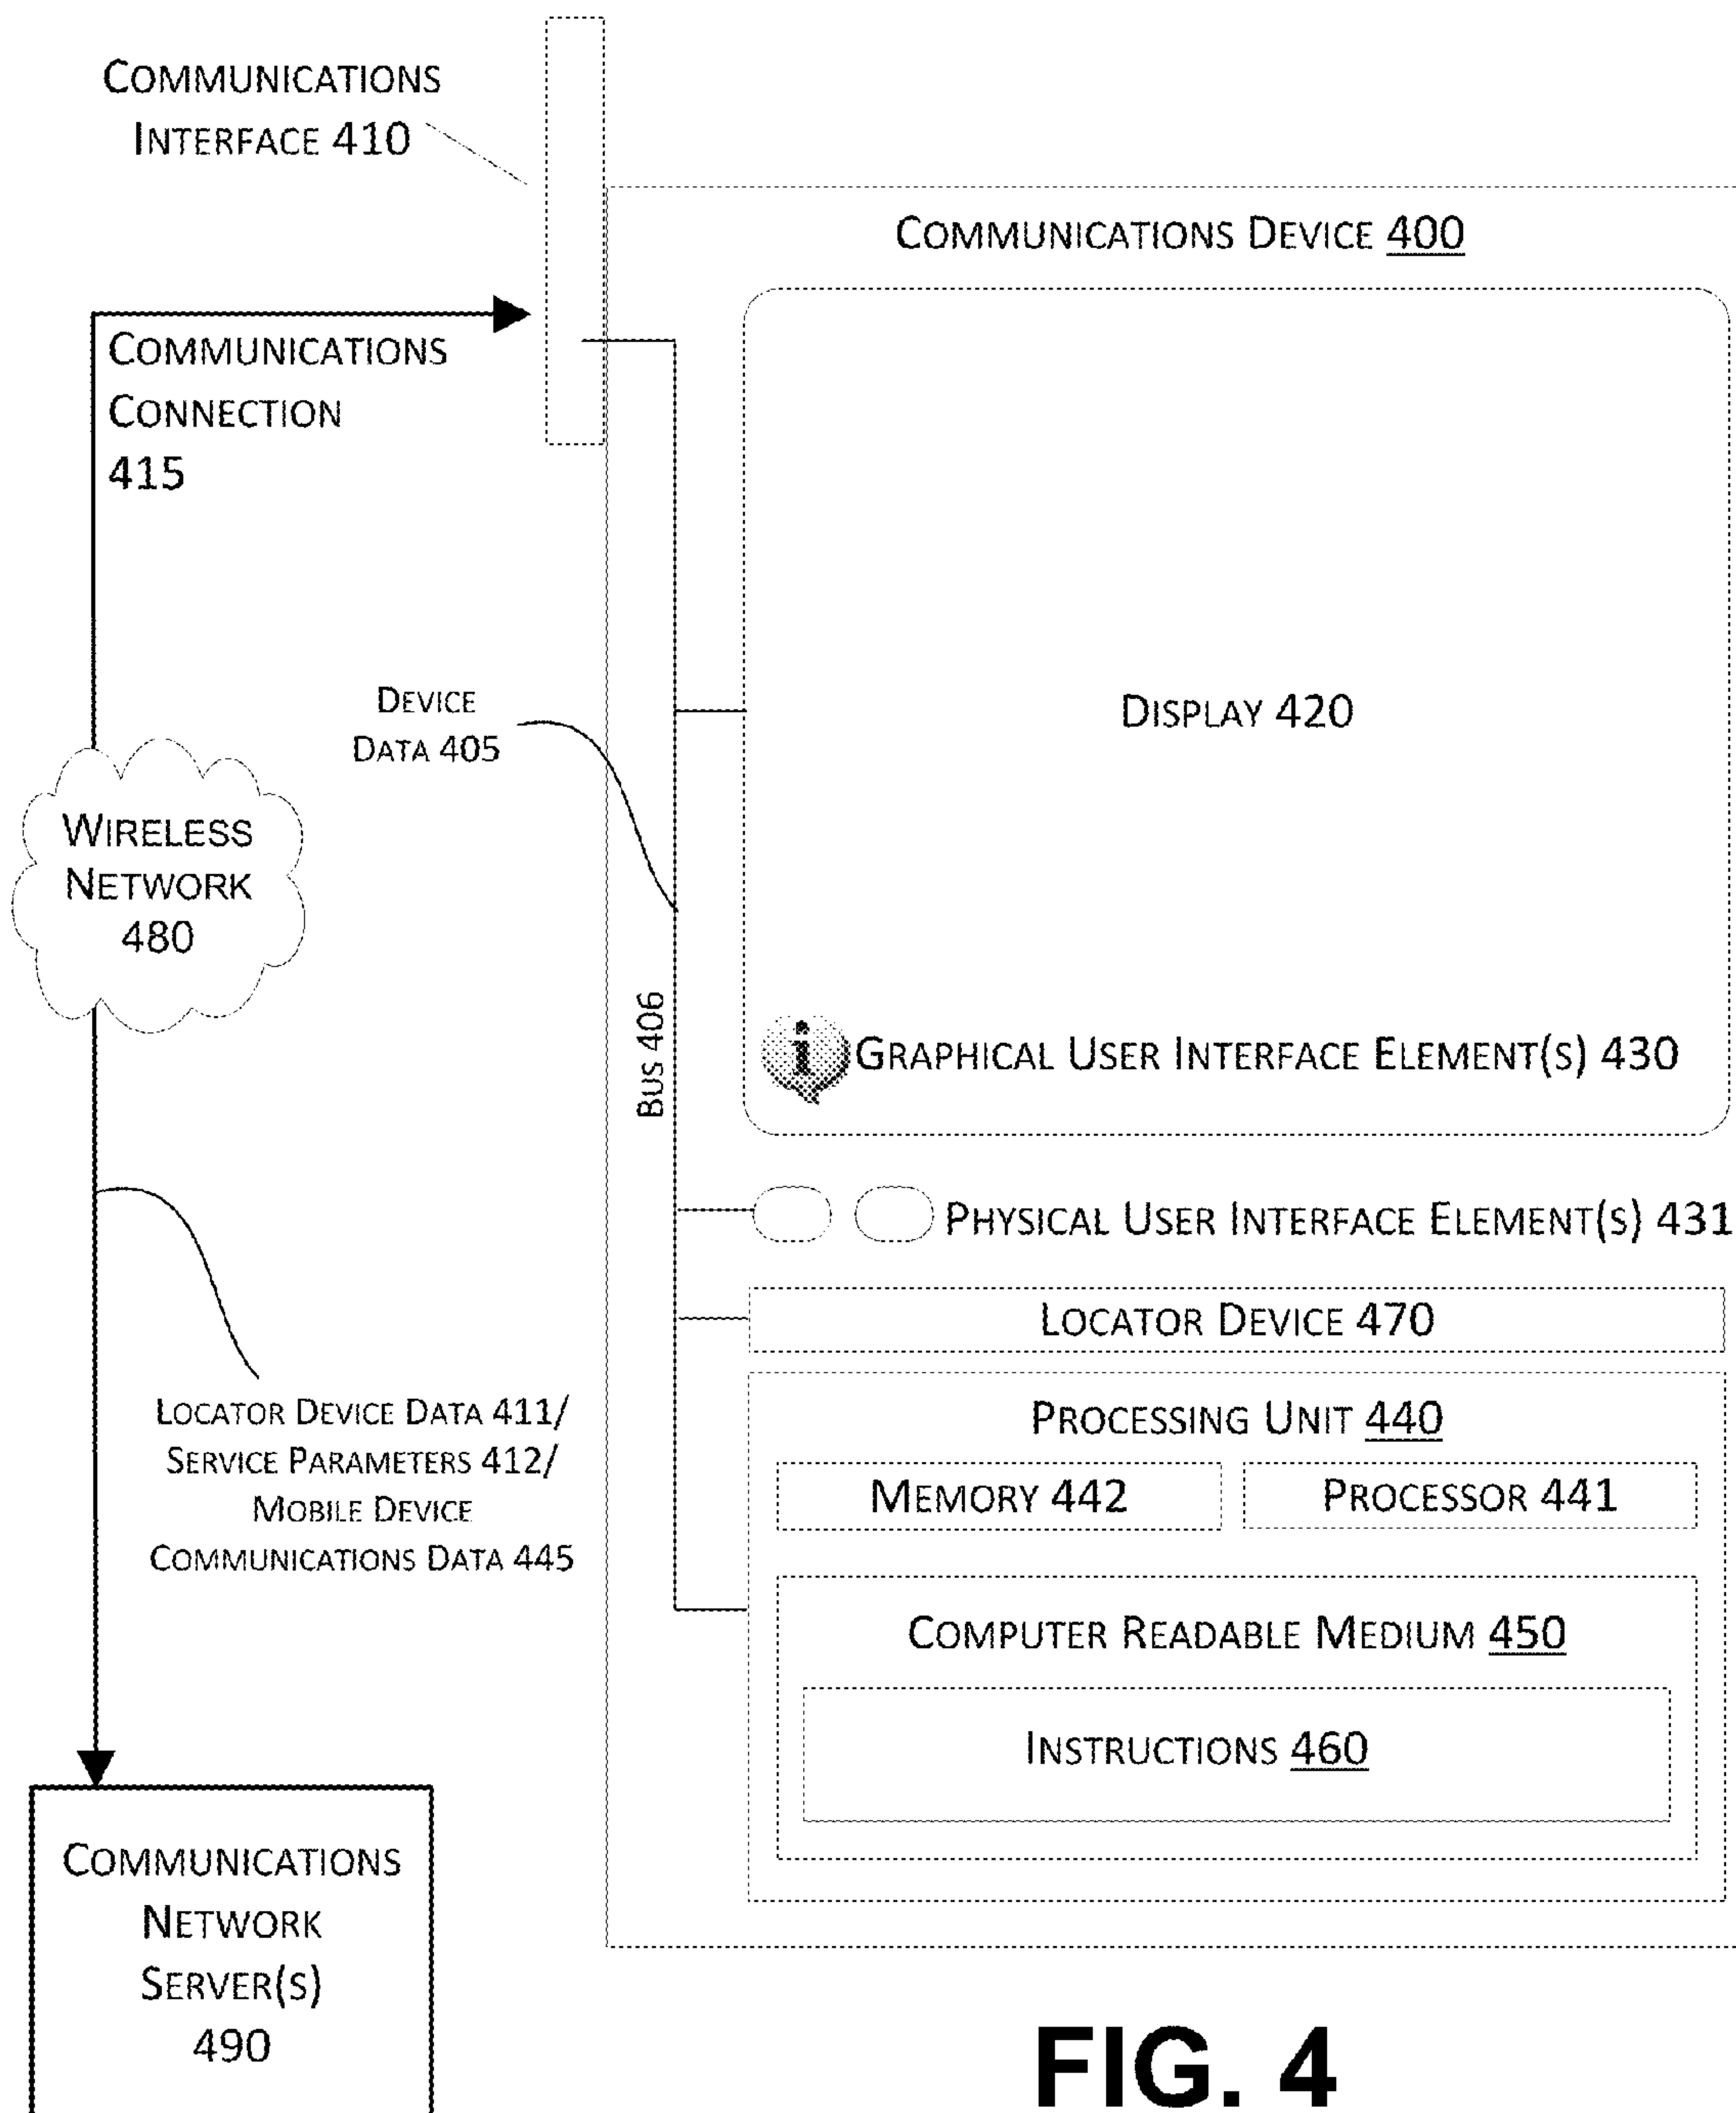 COMMUNICATIONS
INTERFACE 410
COMMUNICATIONS DEVICE 400
COMMUNICATIONS
CONNECTION
415
DEVICE
DATA 405
DISPLAY 420
WIRELESS
NETWORK
480
BUS 406
i
GRAPHICAL USER INTERFACE ELEMENT(S) 430
PHYSICAL USER INTERFACE ELEMENT(S) 431
LOCATOR DEVICE 470
LOCATOR DEVICE DATA 411/
SERVICE PARAMETERS 412/
MOBILE DEVICE
COMMUNICATIONS DATA 445
PROCESSING UNIT 440
MEMORY 442
PROCESSOR 441
COMPUTER READABLE MEDIUM 450
INSTRUCTIONS 460
COMMUNICATIONS
NETWORK
SERVER(S)
490
FIG. 4